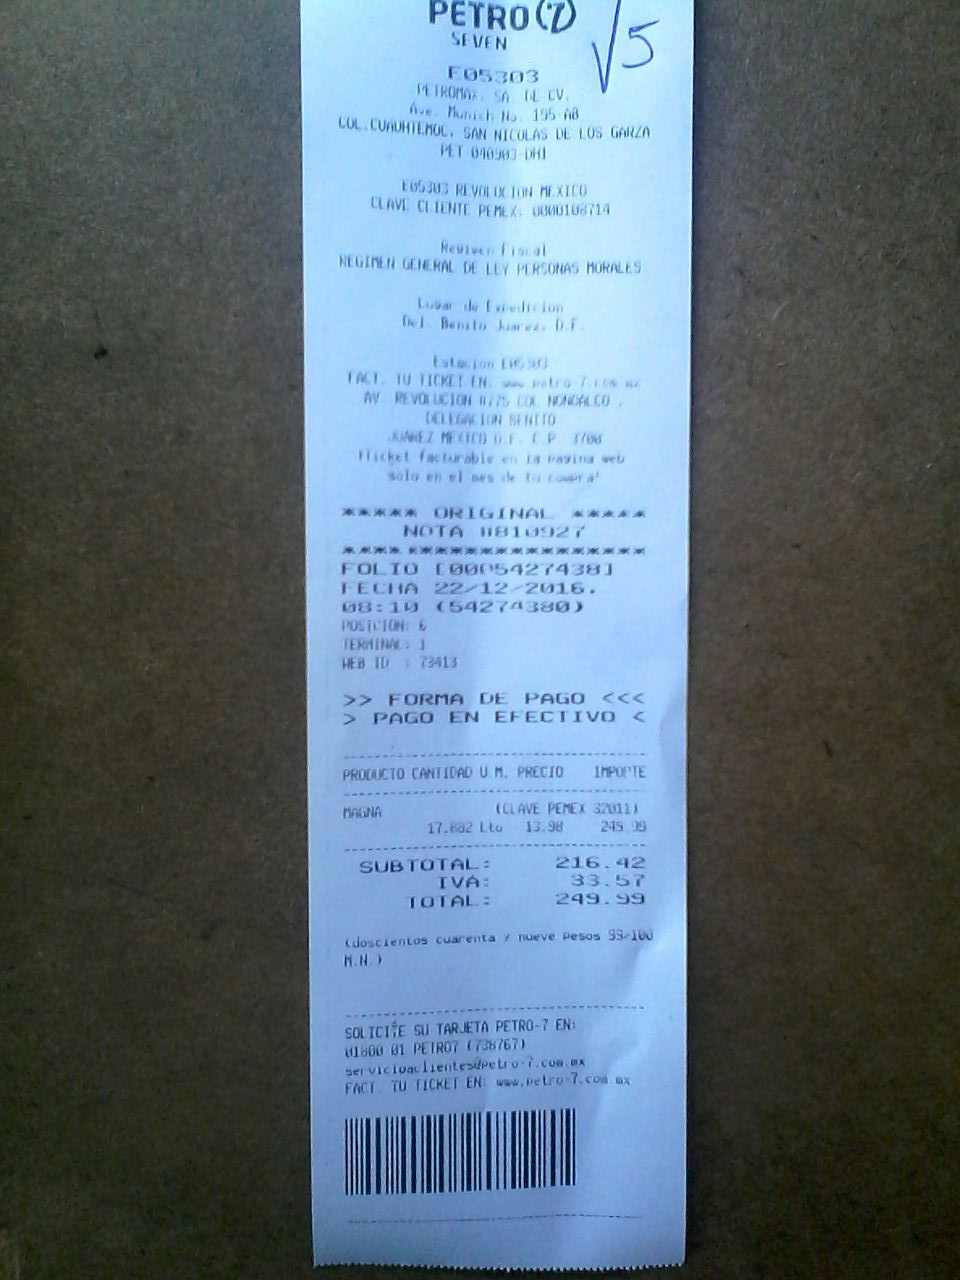 PETRO (7)
√5
SEVEN
E05303
PETROMAX, SA DE CV.
Ave. Munich No. 195-AB
COL.CUAUHTEMOC, SAN NICOLAS DE LOS GARZA
PET-040903-DH1
E05303 REVOLUCION MEXICO
CLAVE CLIENTE PEMEX: 0000108714
Regimen Fiscal
REGIMEN GENERAL DE LEY PERSONAS MORALES
Lugar de Expedicion
Del. Benito Juarez, D.F.
Estacion E05303
FACT. TU TICKET EN: www.petro-7.com.mx
AV. REVOLUCION COL NONOALCO
DELEGACION BENITO
JUAREZ MEXICO D.F. C.P. 3700
ticket facturable en la pagina web
solo en el mes de tu compra
***** ORIGINAL *****
NOTA #810927
********************
FOLIO [0005427438]
FECHA 22/12/2016.
08:10 (54274380)
POSICION: 6
TERMINAL: 1
WEB ID : 73413
>> FORMA DE PAGO <<<
> PAGO EN EFECTIVO <
PRODUCTO CANTIDAD U.M. PRECIO IMPORTE
MAGNA (CLAVE PEMEX 32011)
17.882 Lto 13.98 249.99
SUBTOTAL: 216.42
IVA: 33.57
TOTAL: 249.99
(doscientos cuarenta y nueve pesos 99/100
M.N.)
SOLICITE SU TARJETA PETRO-7 EN:
01800 01 PETRO7 (738767)
servicioaclientes@petro-7.com.mx
FACT. TU TICKET EN: www.petro-7.com.mx